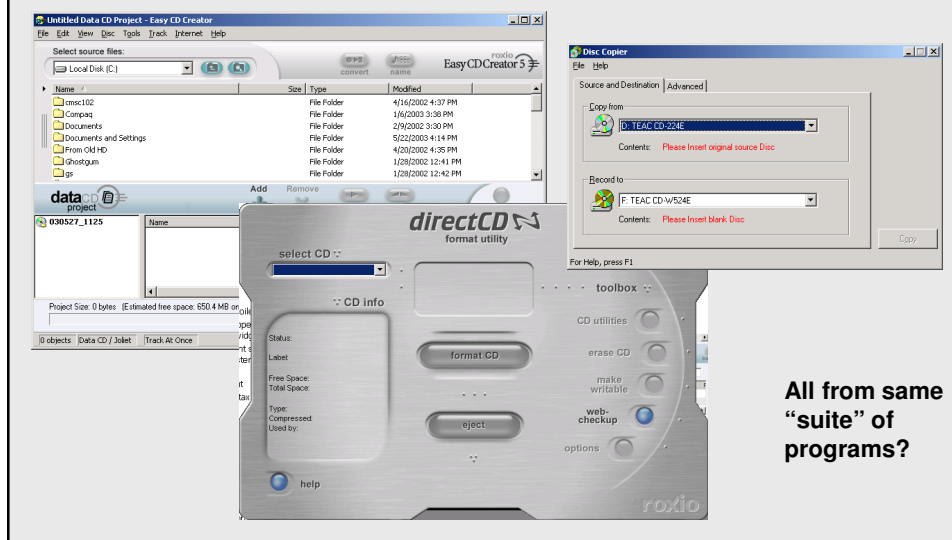 Untitled Data CD Project - Easy CD Creator
File Edit View Disc Tools Track Internet Help
Select source files:
Local Disk (C:)
convert
name
roxio
Easy CD Creator 5
Name Size Type Modified
cmsc102 File Folder 4/16/2002 4:37 PM
Compaq File Folder 1/6/2003 3:38 PM
Documents File Folder 2/9/2002 3:30 PM
Documents and Settings File Folder 5/22/2003 4:14 PM
From Old HD File Folder 4/20/2002 4:35 PM
Ghostgum File Folder 1/28/2002 12:41 PM
gs File Folder 1/28/2002 12:42 PM
datacd
project
Add Remove
030527_1125
Name
Project Size: 0 bytes (Estimated free space: 650.4 MB on
0 objects Data CD / Joliet Track At Once
Disc Copier
File Help
Source and Destination Advanced
Copy from
D: TEAC CD-224E
Contents: Please Insert original source Disc
Record to
F: TEAC CD-W524E
Contents: Please Insert blank Disc
Copy
For Help, press F1
directCD
format utility
select CD
CD info
Status:
Label:
Free Space:
Total Space:
Type:
Compressed:
Used by:
help
format CD
eject
toolbox
CD utilities
erase CD
make
writable
web-
checkup
options
roxio
All from same
“suite” of
programs?